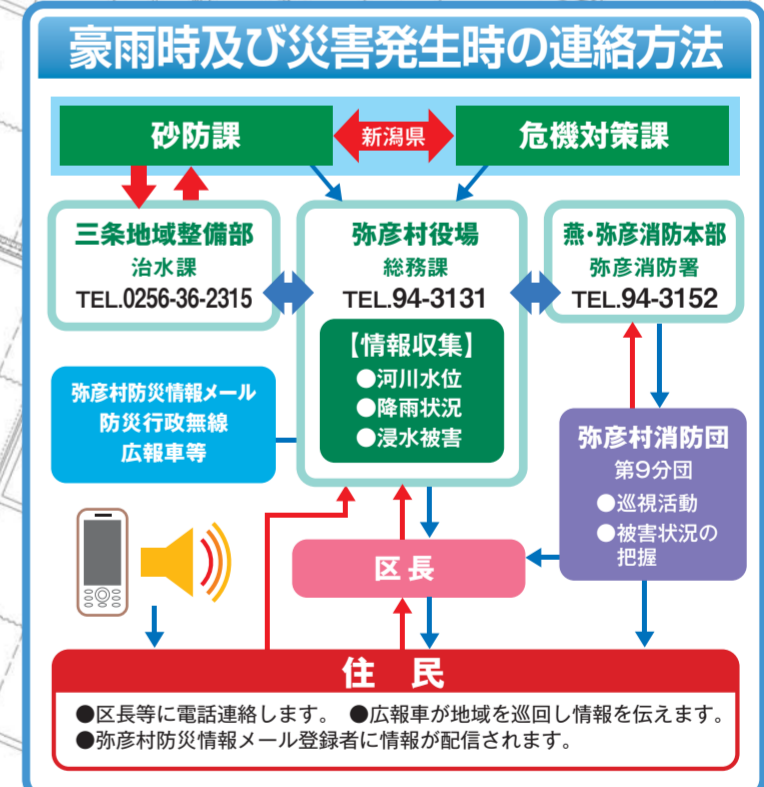 豪雨時及び災害発生時の連絡方法
砂防課
新潟県
危機対策課
三条地域整備部
治水課
TEL.0256-36-2315
弥彦村役場
総務課
TEL.94-3131
【情報収集】
●河川水位
●降雨状況
●浸水被害
燕・弥彦消防本部
弥彦消防署
TEL.94-3152
弥彦村防災情報メール
防災行政無線
広報車等
弥彦村消防団
第9分団
●巡視活動
●被害状況の
把握
区長
住民
●区長等に電話連絡します。 ●広報車が地域を巡回し情報を伝えます。
●弥彦村防災情報メール登録者に情報が配信されます。